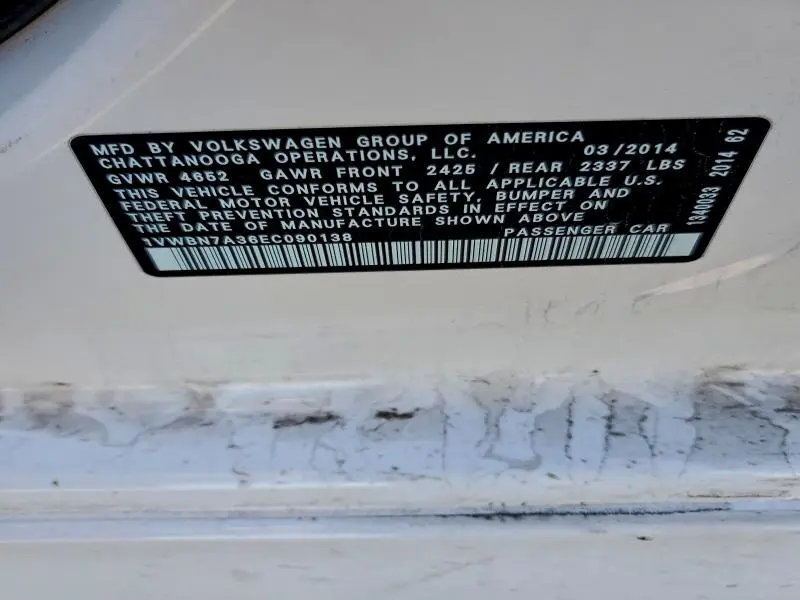 MFD BY VOLKSWAGEN GROUP OF AMERICA 03/2014
CHATTANOOGA OPERATIONS, LLC.
GVWR 4652 GAWR FRONT 2425 / REAR 2337 LBS
THIS VEHICLE CONFORMS TO ALL APPLICABLE U.S.
FEDERAL MOTOR VEHICLE SAFETY, BUMPER AND
THEFT PREVENTION STANDARDS IN EFFECT ON
THE DATE OF MANUFACTURE SHOWN ABOVE
1VWBN7A36EC090138 PASSENGER CAR
1340033 2014 62